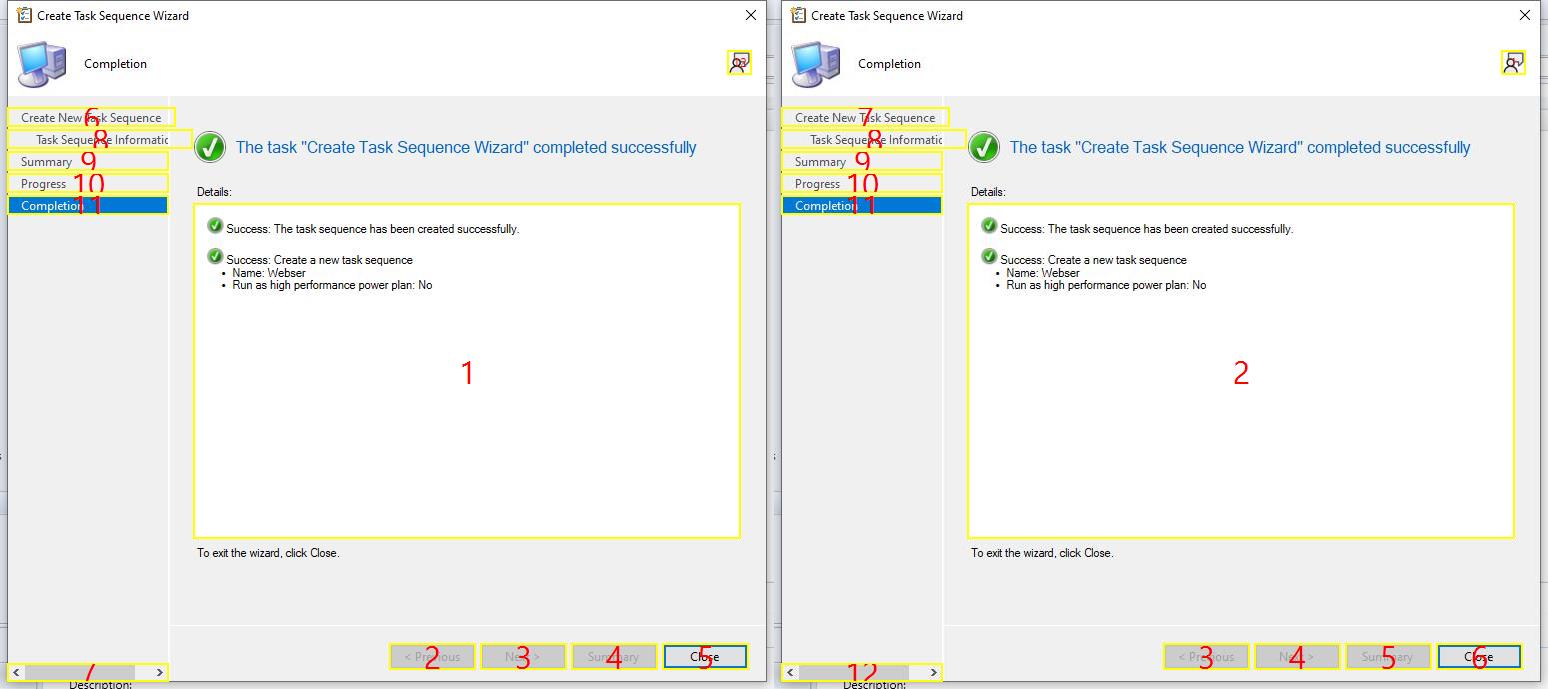 Create Task Sequence Wizard
Completion
Create New Task Sequence
6
Task Sequence Informatic
8
Summary
9
Progress
10
Completion
11
The task "Create Task Sequence Wizard" completed successfully
Details:
Success: The task sequence has been created successfully.
Success: Create a new task sequence
• Name: Webser
• Run as high performance power plan: No
1
To exit the wizard, click Close.
< Previous
2
Next >
3
Summary
4
Close
5
7
Description:
Create Task Sequence Wizard
Completion
Create New Task Sequence
7
Task Sequence Informatic
8
Summary
9
Progress
10
Completion
11
The task "Create Task Sequence Wizard" completed successfully
Details:
Success: The task sequence has been created successfully.
Success: Create a new task sequence
• Name: Webser
• Run as high performance power plan: No
2
To exit the wizard, click Close.
< Previous
3
Next >
4
Summary
5
Close
6
12
Description: